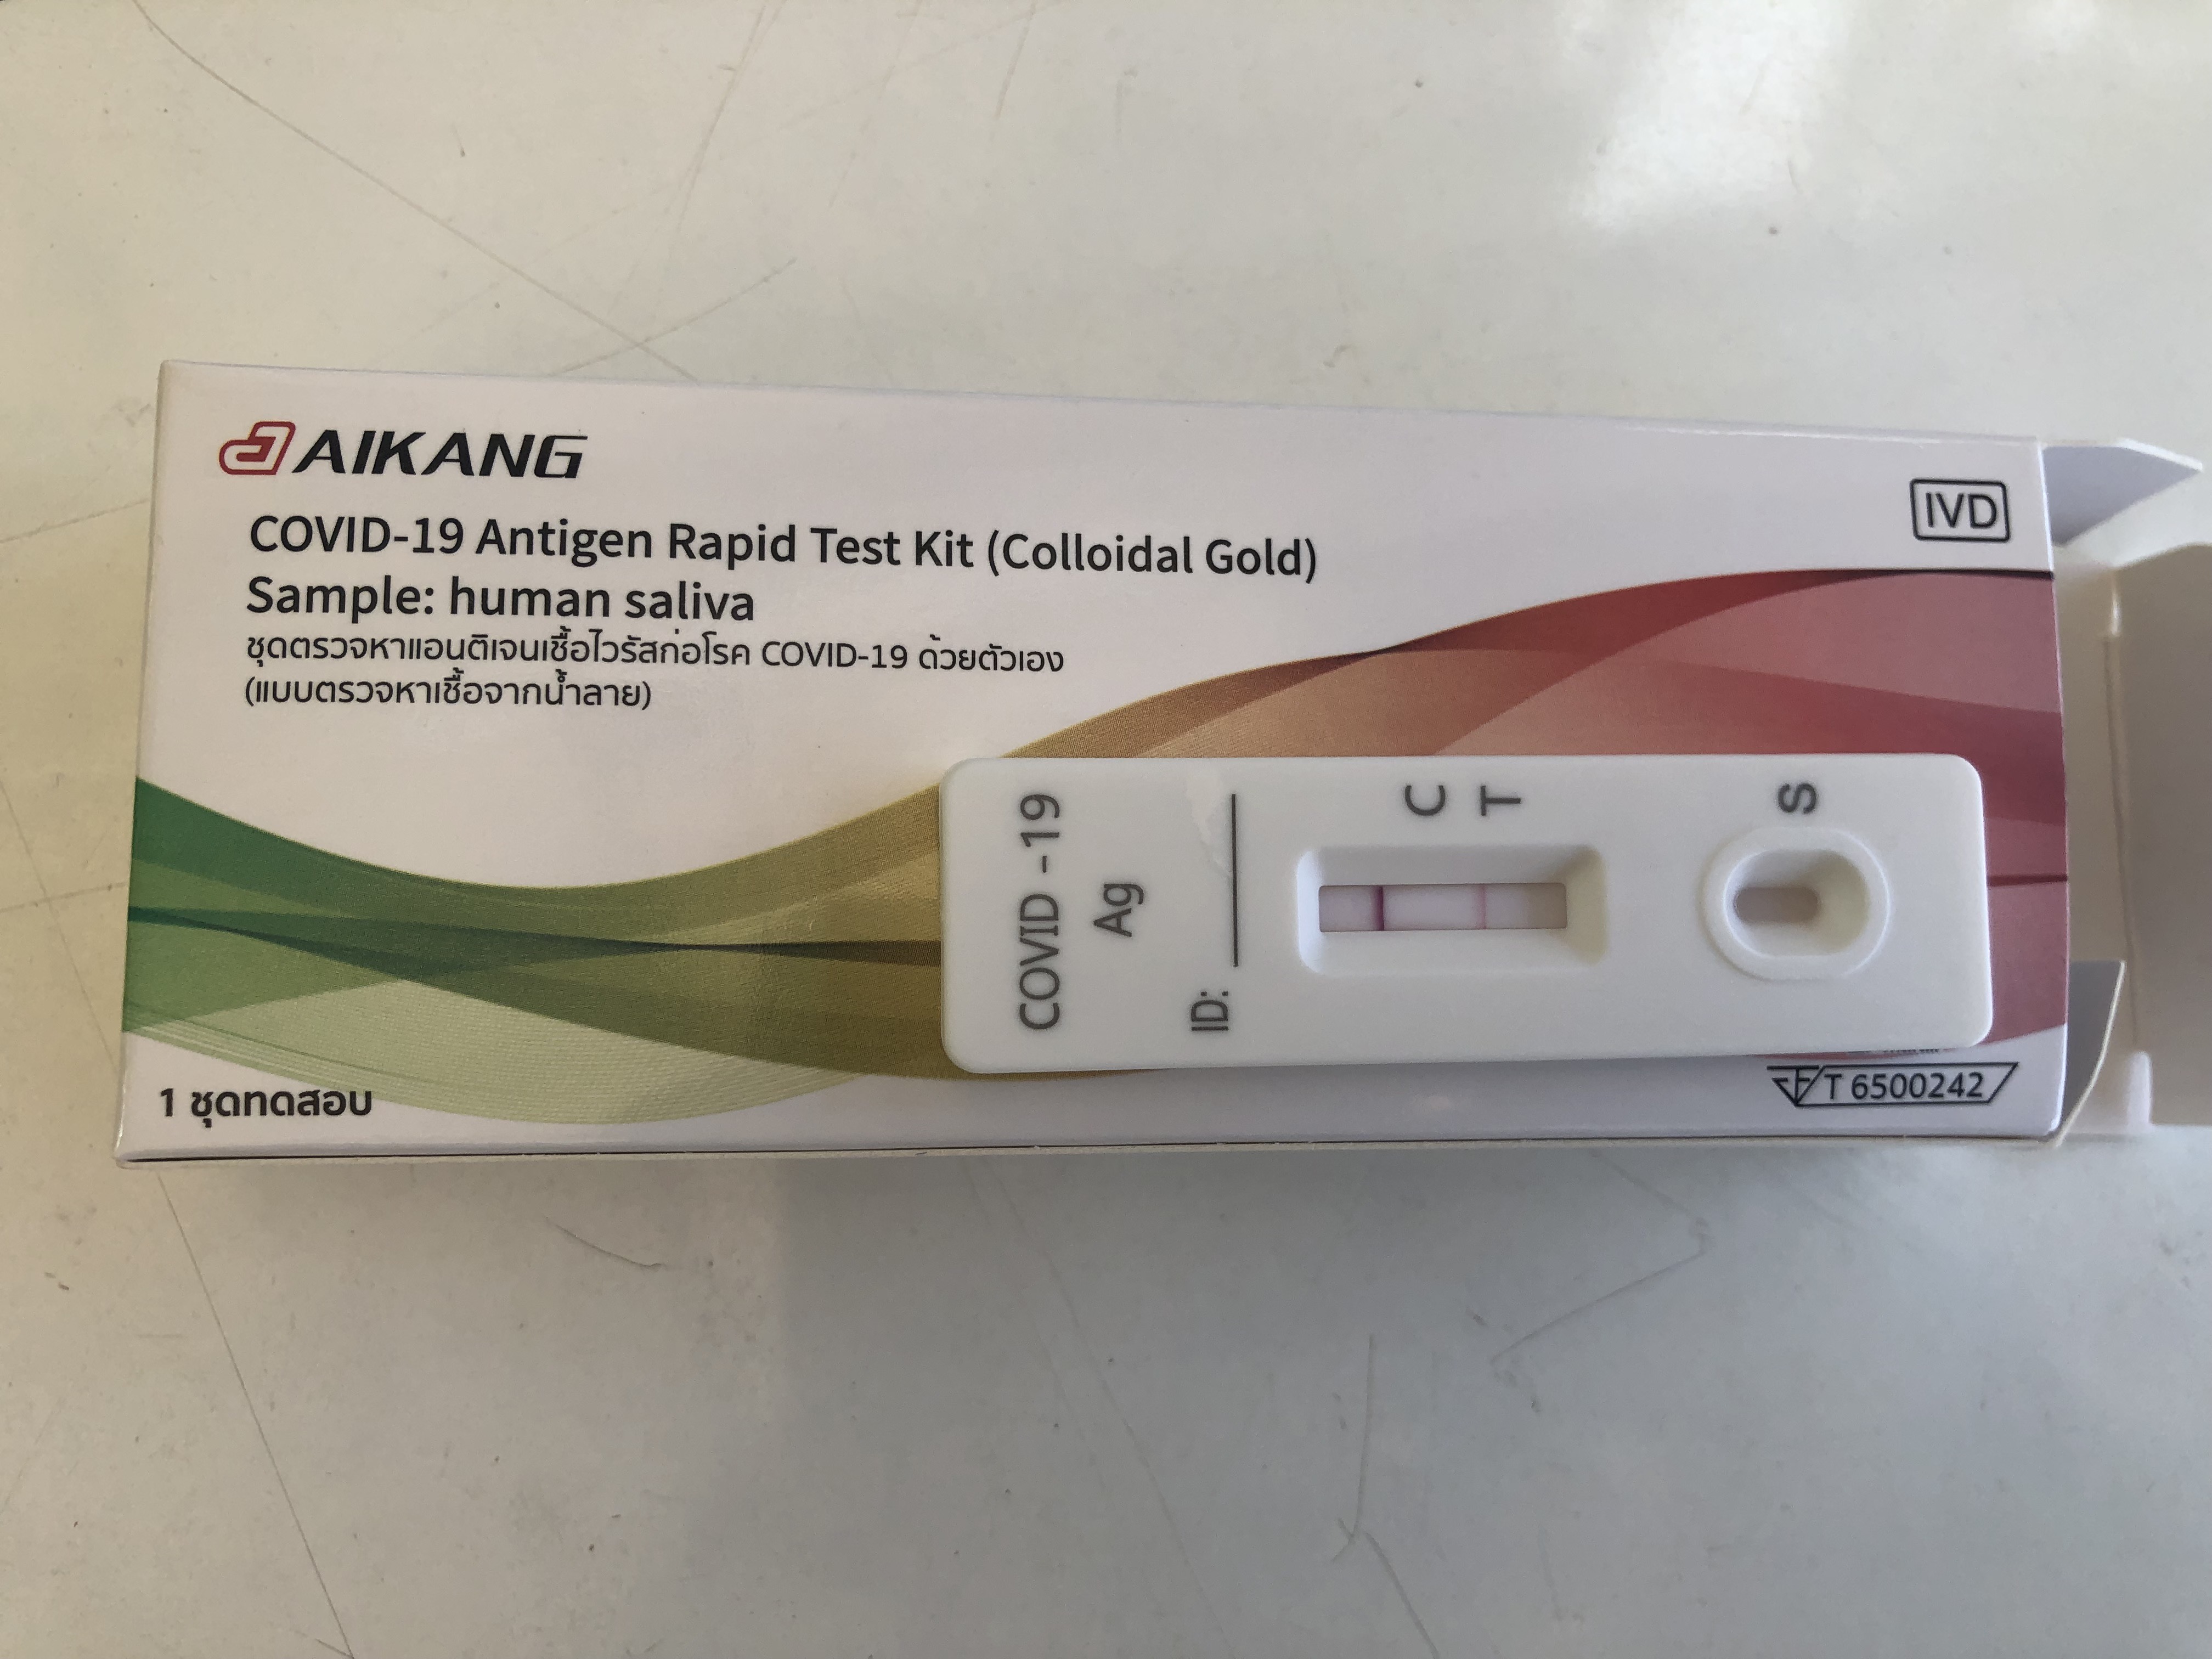 AIKANG
COVID-19 Antigen Rapid Test Kit (Colloidal Gold)
Sample: human saliva
ชุดตรวจหาแอนติเจนเชื้อไวรัสก่อโรค COVID-19 ด้วยตัวเอง
(แบบตรวจหาเชื้อจากน้ำลาย)
IVD
1 ชุดทดสอบ
T 6500242
COVID -19
Ag
ID:
C
T
S